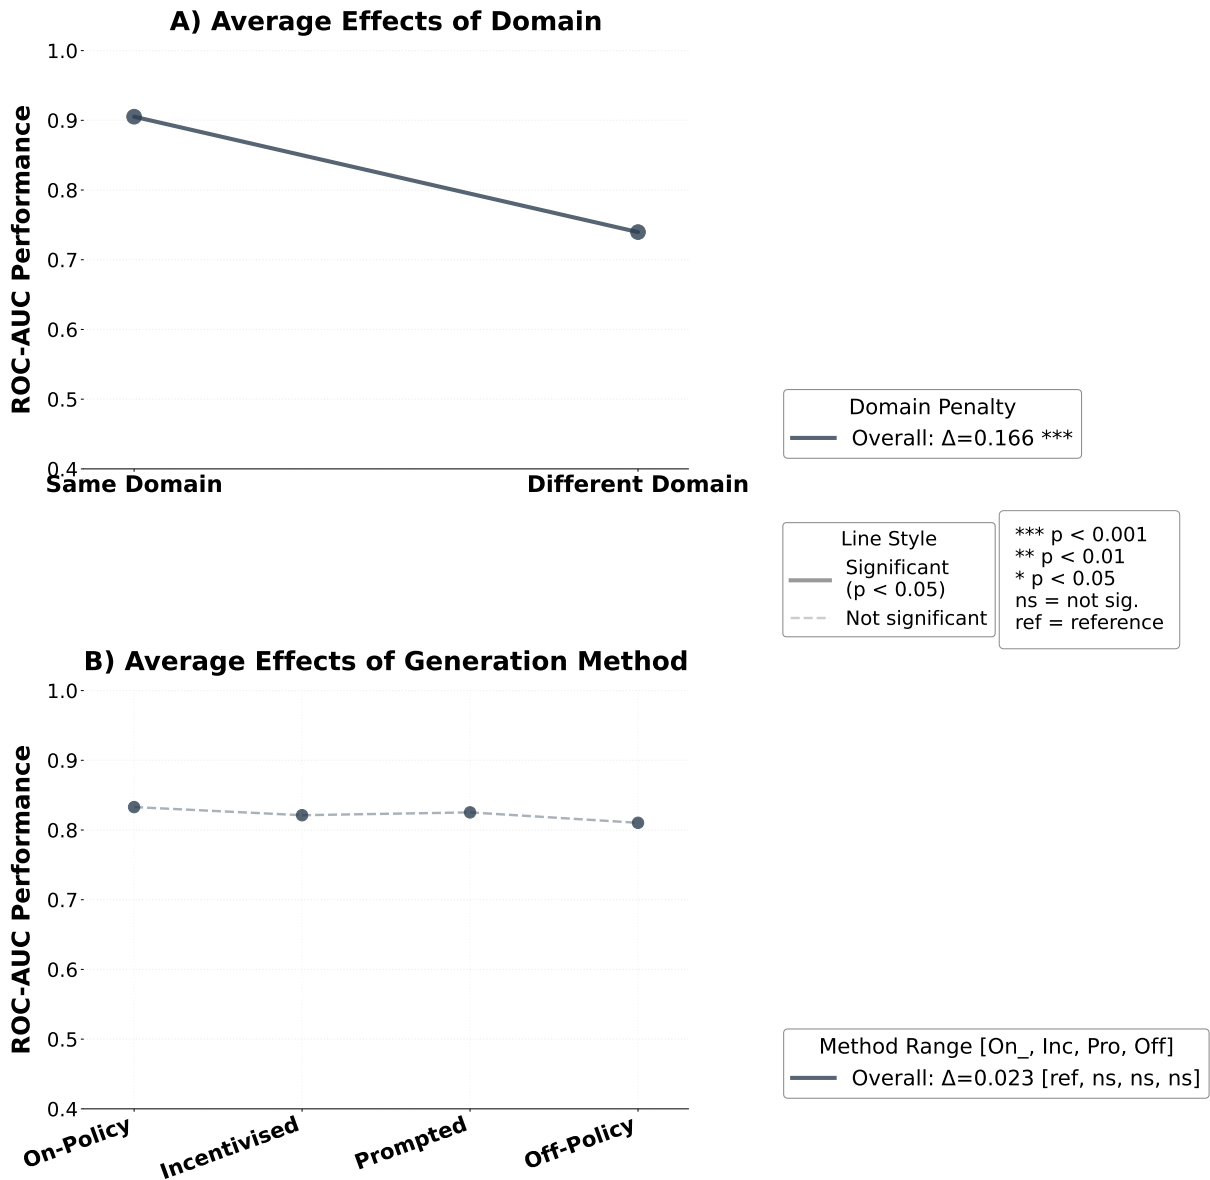 A) Average Effects of Domain
ROC-AUC Performance
1.0
0.9
0.8
0.7
0.6
0.5
0.4
Same Domain
Different Domain
Domain Penalty
Overall: Δ=0.166 ***
Line Style
Significant
(p < 0.05)
Not significant
*** p < 0.001
** p < 0.01
* p < 0.05
ns = not sig.
ref = reference
B) Average Effects of Generation Method
ROC-AUC Performance
1.0
0.9
0.8
0.7
0.6
0.5
0.4
On-Policy
Incentivised
Prompted
Off-Policy
Method Range [On_, Inc, Pro, Off]
Overall: Δ=0.023 [ref, ns, ns, ns]